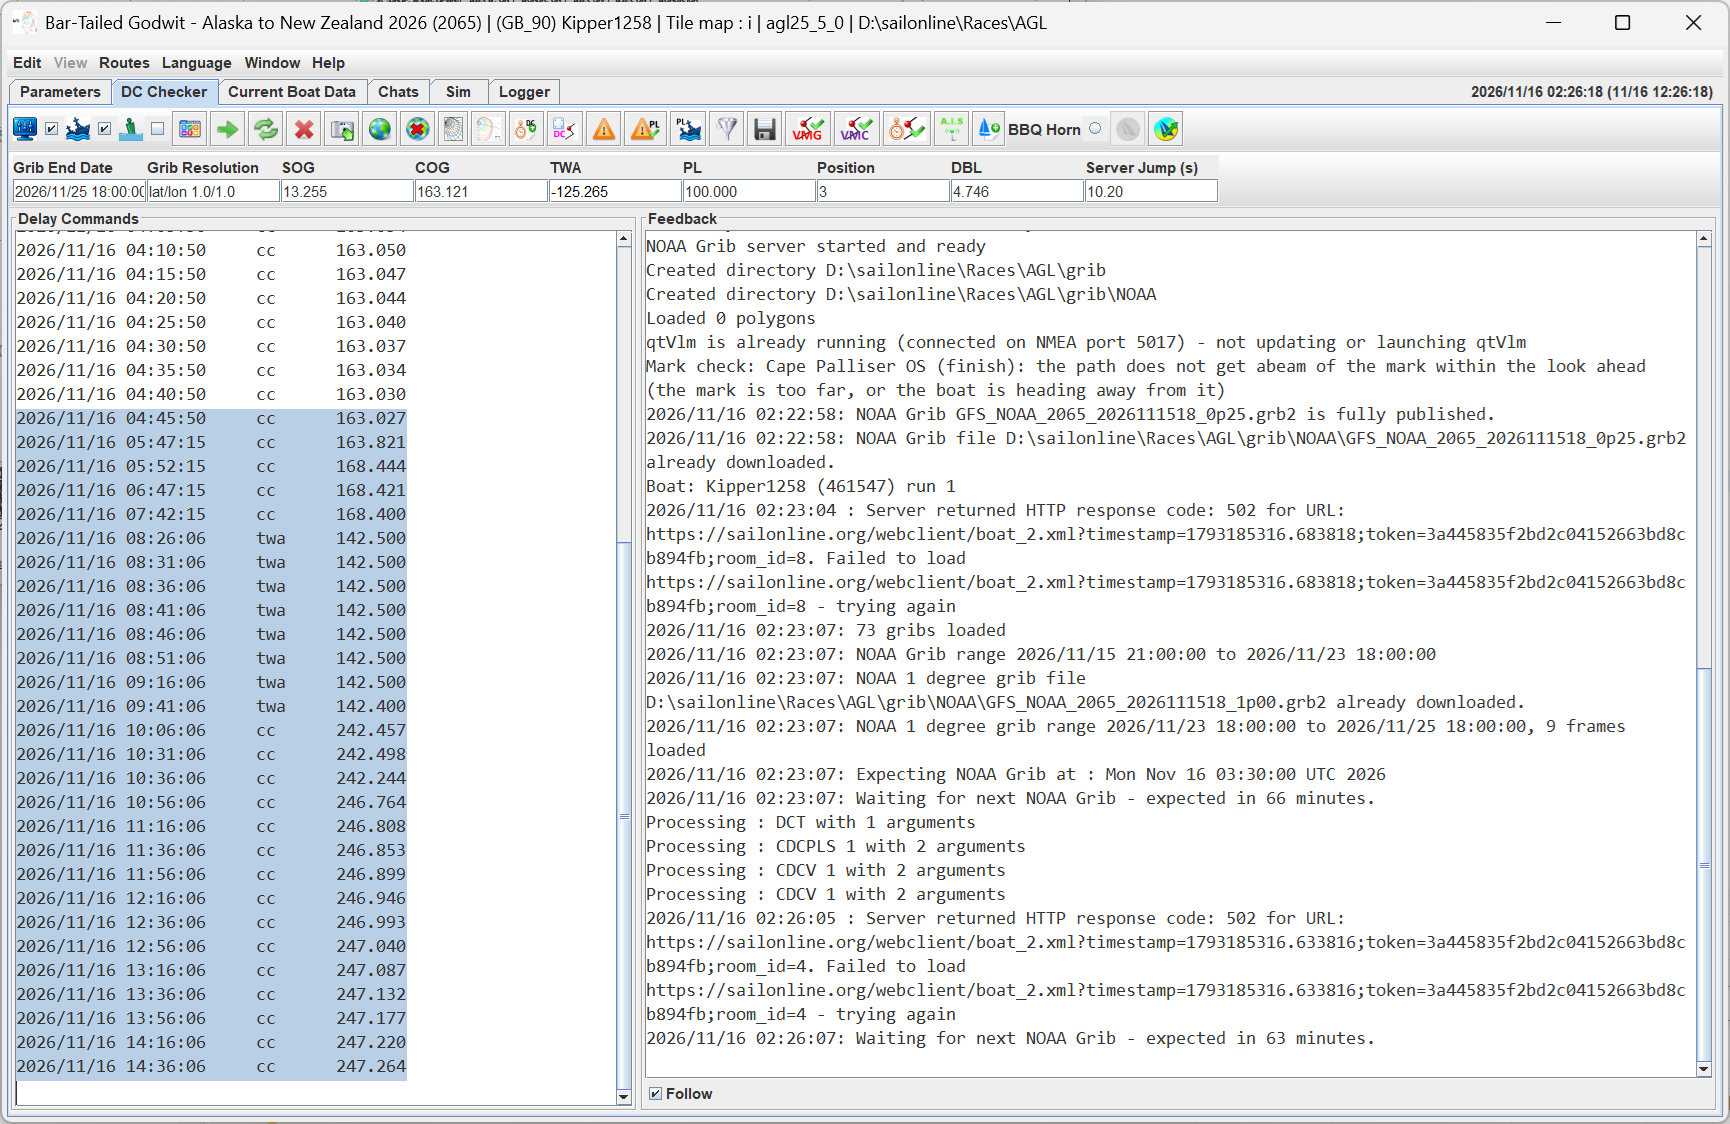 Bar-Tailed Godwit - Alaska to New Zealand 2026 (2065) | (GB_90) Kipper1258 | Tile map : i | agl25_5_0 | D:\sailonline\Races\AGL
Edit View Routes Language Window Help
Parameters DC Checker Current Boat Data Chats Sim Logger 2026/11/16 02:26:18 (11/16 12:26:18)
DC PL PL VMG VMC A.I.S BBQ Horn
Grib End Date Grib Resolution SOG COG TWA PL Position DBL Server Jump (s)
2026/11/25 18:00:00 lat/lon 1.0/1.0 13.255 163.121 -125.265 100.000 3 4.746 10.20
Delay Commands
2026/11/16 04:10:50 cc 163.050
2026/11/16 04:15:50 cc 163.047
2026/11/16 04:20:50 cc 163.044
2026/11/16 04:25:50 cc 163.040
2026/11/16 04:30:50 cc 163.037
2026/11/16 04:35:50 cc 163.034
2026/11/16 04:40:50 cc 163.030
2026/11/16 04:45:50 cc 163.027
2026/11/16 05:47:15 cc 163.821
2026/11/16 05:52:15 cc 168.444
2026/11/16 06:47:15 cc 168.421
2026/11/16 07:42:15 cc 168.400
2026/11/16 08:26:06 twa 142.500
2026/11/16 08:31:06 twa 142.500
2026/11/16 08:36:06 twa 142.500
2026/11/16 08:41:06 twa 142.500
2026/11/16 08:46:06 twa 142.500
2026/11/16 08:51:06 twa 142.500
2026/11/16 09:16:06 twa 142.500
2026/11/16 09:41:06 twa 142.400
2026/11/16 10:06:06 cc 242.457
2026/11/16 10:31:06 cc 242.498
2026/11/16 10:36:06 cc 242.244
2026/11/16 10:56:06 cc 246.764
2026/11/16 11:16:06 cc 246.808
2026/11/16 11:36:06 cc 246.853
2026/11/16 11:56:06 cc 246.899
2026/11/16 12:16:06 cc 246.946
2026/11/16 12:36:06 cc 246.993
2026/11/16 12:56:06 cc 247.040
2026/11/16 13:16:06 cc 247.087
2026/11/16 13:36:06 cc 247.132
2026/11/16 13:56:06 cc 247.177
2026/11/16 14:16:06 cc 247.220
2026/11/16 14:36:06 cc 247.264
Feedback
NOAA Grib server started and ready
Created directory D:\sailonline\Races\AGL\grib
Created directory D:\sailonline\Races\AGL\grib\NOAA
Loaded 0 polygons
qtVlm is already running (connected on NMEA port 5017) - not updating or launching qtVlm
Mark check: Cape Palliser OS (finish): the path does not get abeam of the mark within the look ahead
(the mark is too far, or the boat is heading away from it)
2026/11/16 02:22:58: NOAA Grib GFS_NOAA_2065_2026111518_0p25.grb2 is fully published.
2026/11/16 02:22:58: NOAA Grib file D:\sailonline\Races\AGL\grib\NOAA\GFS_NOAA_2065_2026111518_0p25.grb2
already downloaded.
Boat: Kipper1258 (461547) run 1
2026/11/16 02:23:04 : Server returned HTTP response code: 502 for URL:
https://sailonline.org/webclient/boat_2.xml?timestamp=1793185316.683818;token=3a445835f2bd2c04152663bd8c
b894fb;room_id=8. Failed to load
https://sailonline.org/webclient/boat_2.xml?timestamp=1793185316.683818;token=3a445835f2bd2c04152663bd8c
b894fb;room_id=8 - trying again
2026/11/16 02:23:07: 73 gribs loaded
2026/11/16 02:23:07: NOAA Grib range 2026/11/15 21:00:00 to 2026/11/23 18:00:00
2026/11/16 02:23:07: NOAA 1 degree grib file
D:\sailonline\Races\AGL\grib\NOAA\GFS_NOAA_2065_2026111518_1p00.grb2 already downloaded.
2026/11/16 02:23:07: NOAA 1 degree grib range 2026/11/23 18:00:00 to 2026/11/25 18:00:00, 9 frames
loaded
2026/11/16 02:23:07: Expecting NOAA Grib at : Mon Nov 16 03:30:00 UTC 2026
2026/11/16 02:23:07: Waiting for next NOAA Grib - expected in 66 minutes.
Processing : DCT with 1 arguments
Processing : CDCPLS 1 with 2 arguments
Processing : CDCV 1 with 2 arguments
Processing : CDCV 1 with 2 arguments
2026/11/16 02:26:05 : Server returned HTTP response code: 502 for URL:
https://sailonline.org/webclient/boat_2.xml?timestamp=1793185316.633816;token=3a445835f2bd2c04152663bd8c
b894fb;room_id=4. Failed to load
https://sailonline.org/webclient/boat_2.xml?timestamp=1793185316.633816;token=3a445835f2bd2c04152663bd8c
b894fb;room_id=4 - trying again
2026/11/16 02:26:07: Waiting for next NOAA Grib - expected in 63 minutes.
Follow